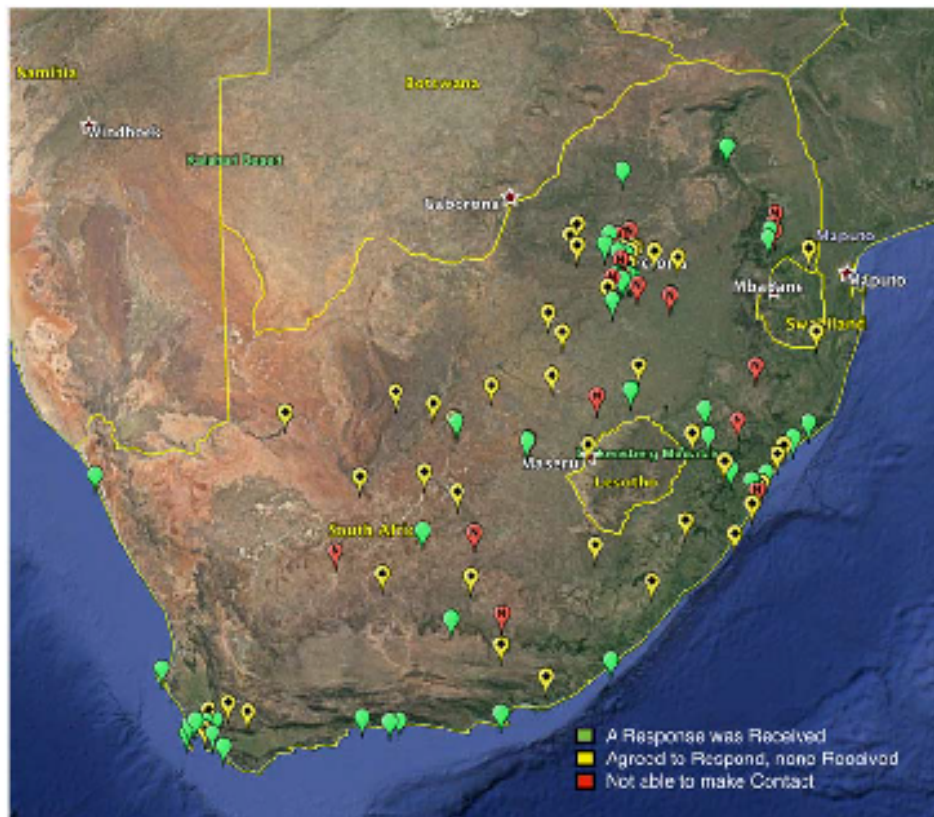 Namibia
Botswana
Windhoek
Kalahari Desert
Gaborone
Maputo
Maputo
Mbabane
Swaziland
Maseru
Lesotho
South Afric
A Response was Received
Agreed to Respond, none Received
Not able to make Contact